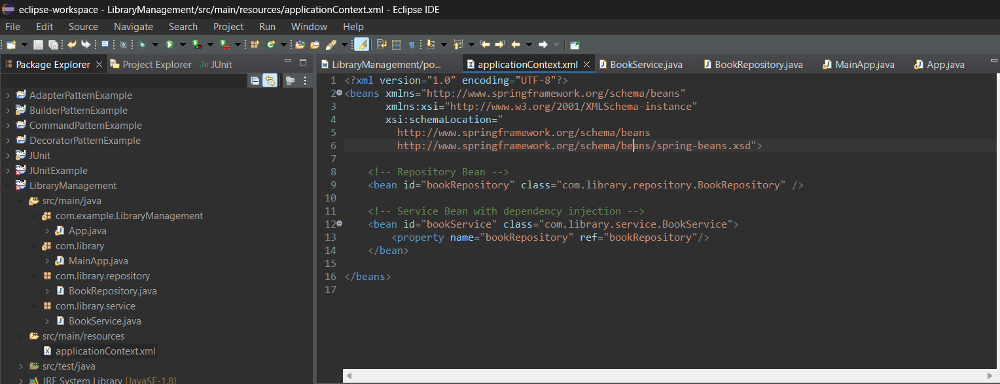 eclipse-workspace - LibraryManagement/src/main/resources/applicationContext.xml - Eclipse IDE
File Edit Source Navigate Search Project Run Window Help
Package Explorer Project Explorer JU JUnit
AdapterPatternExample
BuilderPatternExample
CommandPatternExample
DecoratorPatternExample
JUnit
JUnitExample
LibraryManagement
src/main/java
com.example.LibraryManagement
App.java
com.library
MainApp.java
com.library.repository
BookRepository.java
com.library.service
BookService.java
src/main/resources
applicationContext.xml
src/test/java
JRE System Library [JavaSE-1.8]
LibraryManagement/po... applicationContext.xml BookService.java BookRepository.java MainApp.java App.java
1 <?xml version="1.0" encoding="UTF-8"?>
2 <beans xmlns="http://www.springframework.org/schema/beans"
3 xmlns:xsi="http://www.w3.org/2001/XMLSchema-instance"
4 xsi:schemaLocation="
5 http://www.springframework.org/schema/beans
6 http://www.springframework.org/schema/beans/spring-beans.xsd">
7
8 <!-- Repository Bean -->
9 <bean id="bookRepository" class="com.library.repository.BookRepository" />
10
11 <!-- Service Bean with dependency injection -->
12 <bean id="bookService" class="com.library.service.BookService">
13 <property name="bookRepository" ref="bookRepository"/>
14 </bean>
15
16 </beans>
17